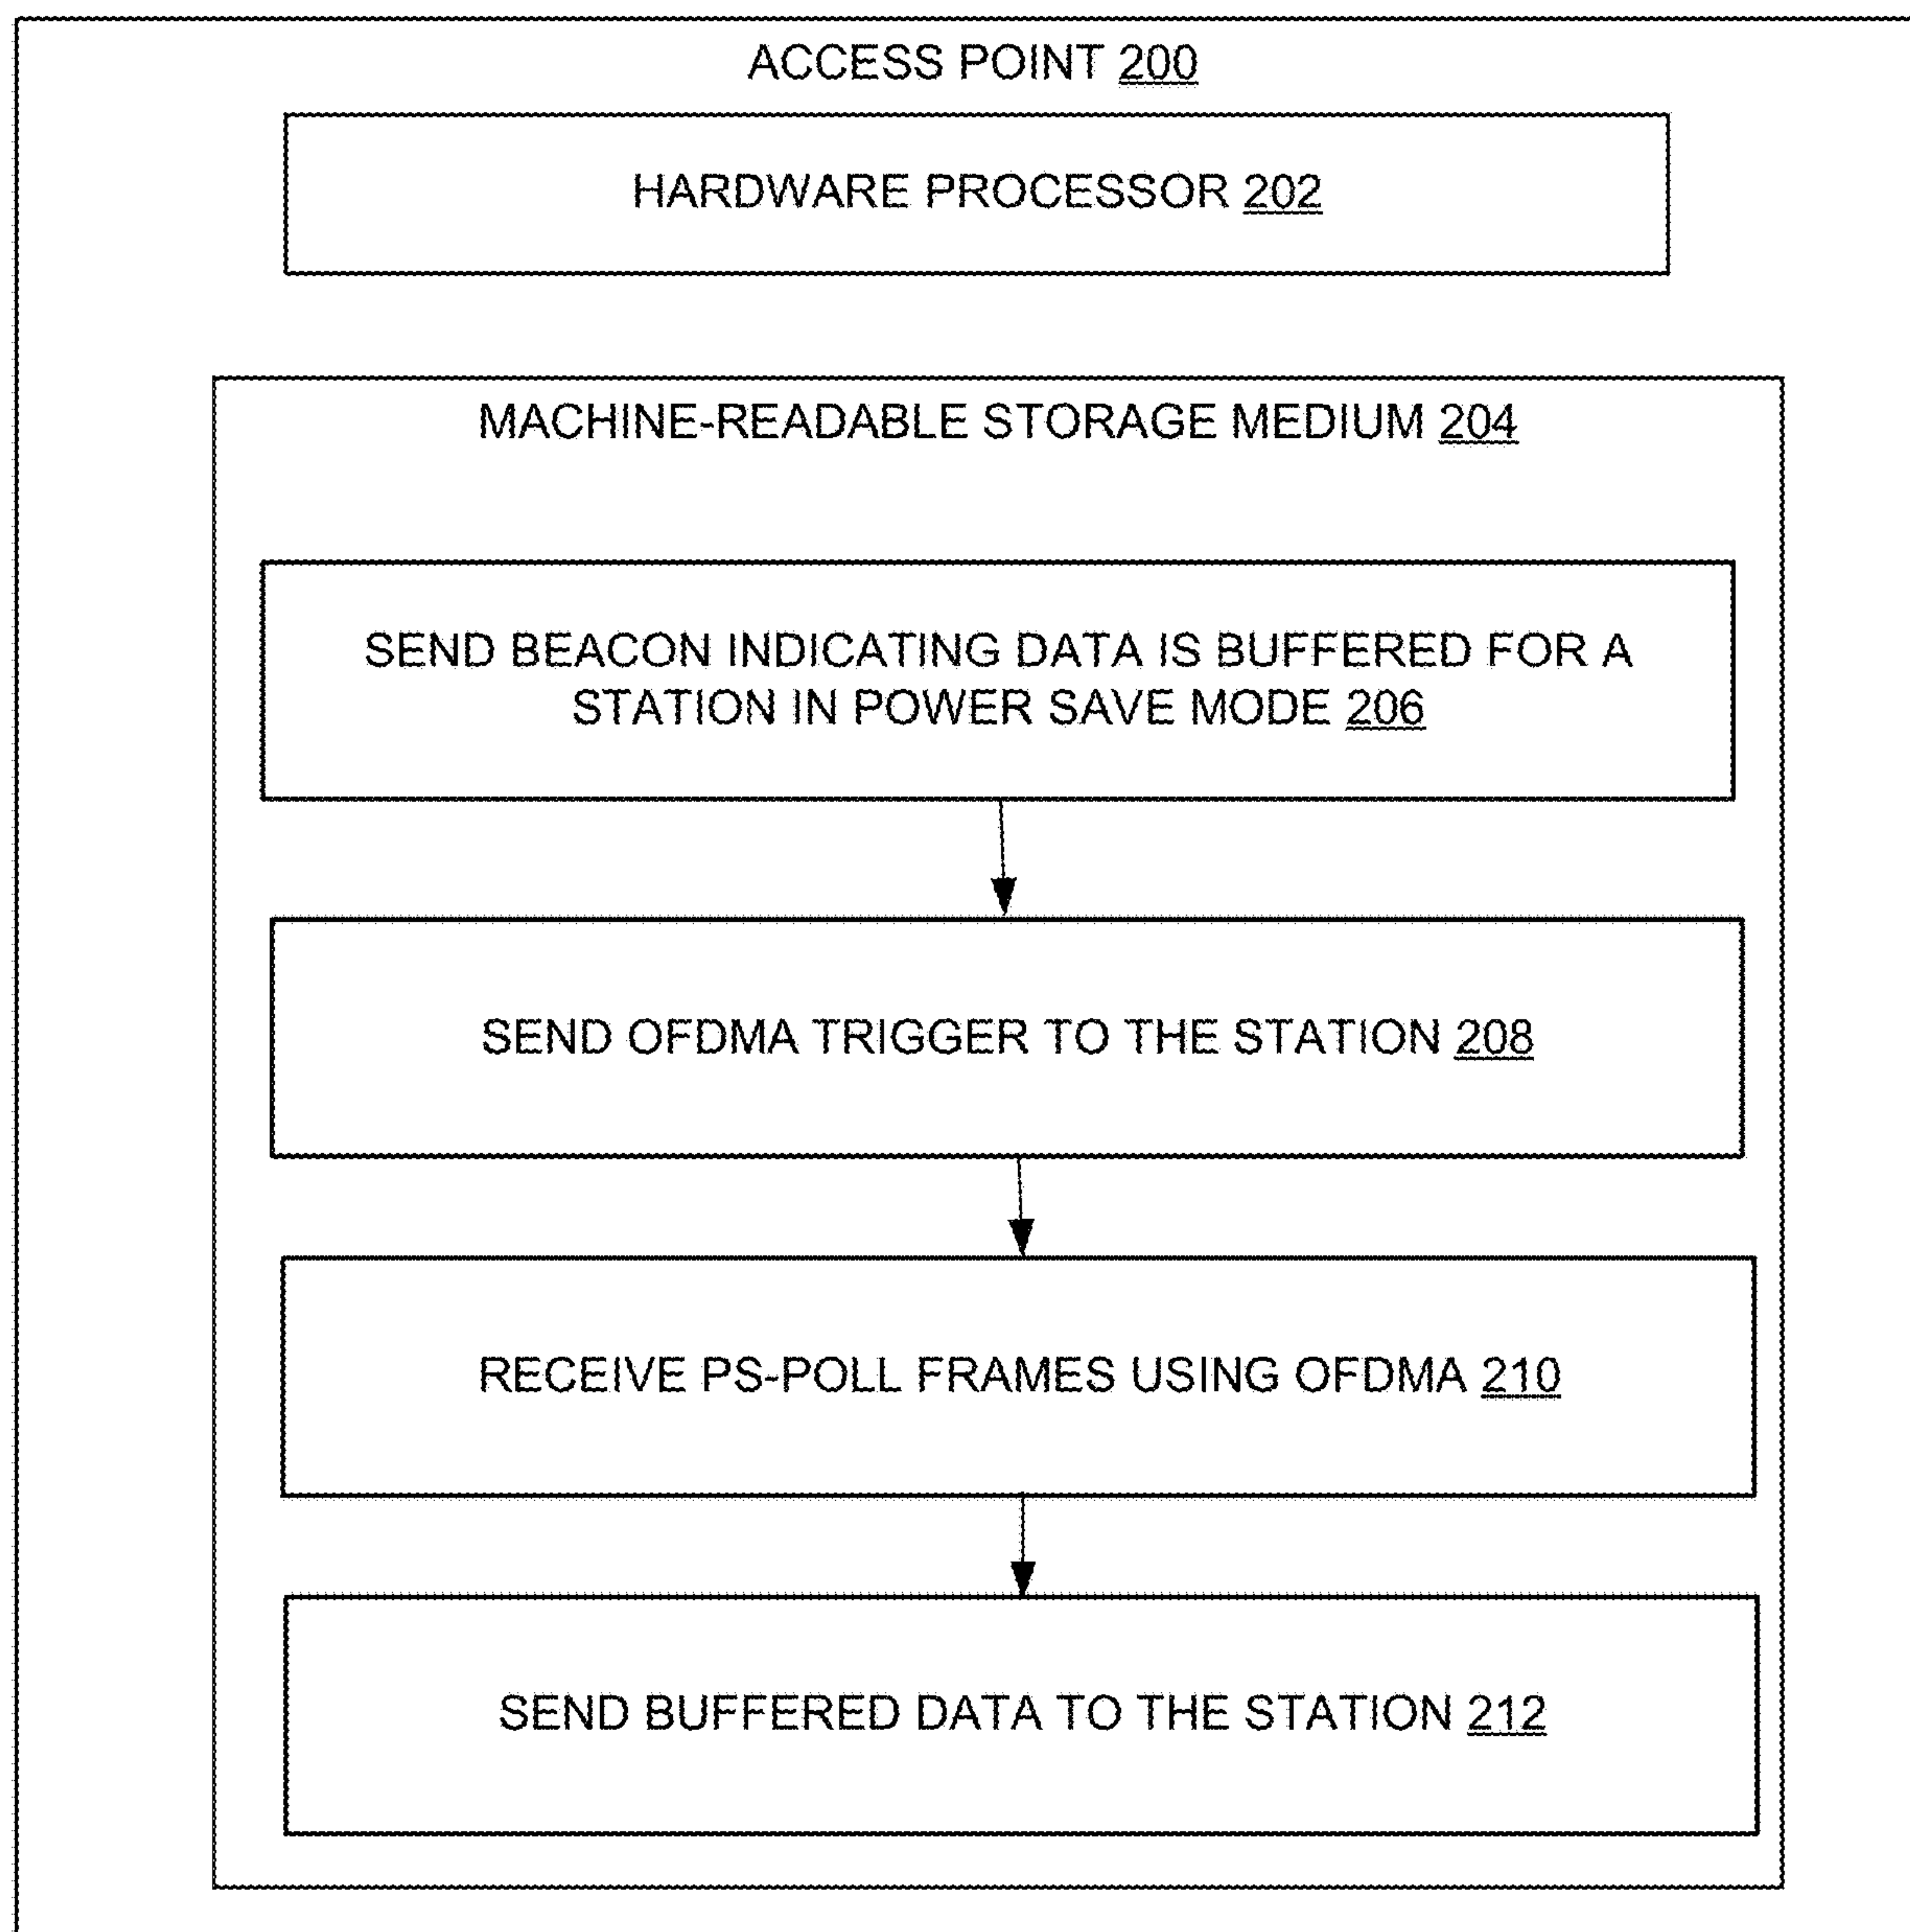 ACCESS POINT 200
HARDWARE PROCESSOR 202
MACHINE-READABLE STORAGE MEDIUM 204
SEND BEACON INDICATING DATA IS BUFFERED FOR A
STATION IN POWER SAVE MODE 206
SEND OFDMA TRIGGER TO THE STATION 208
RECEIVE PS-POLL FRAMES USING OFDMA 210
SEND BUFFERED DATA TO THE STATION 212